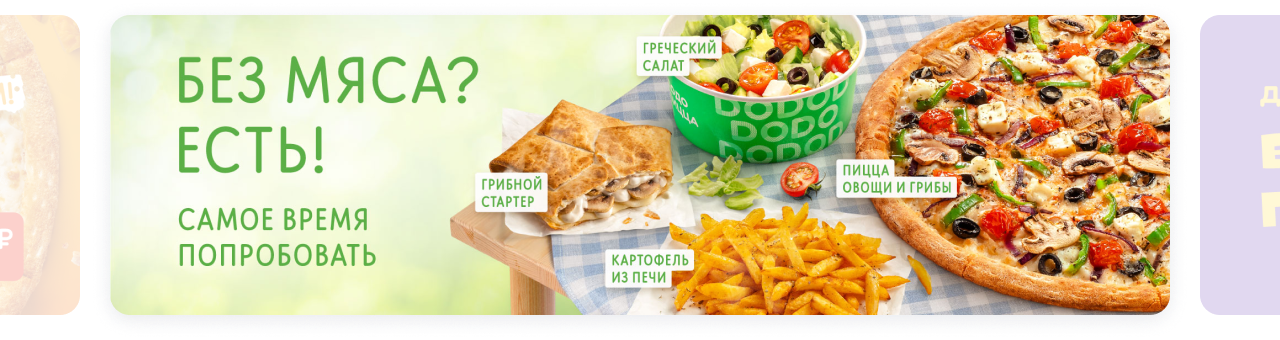 БЕЗ МЯСА?
ЕСТЬ!
САМОЕ ВРЕМЯ
ПОПРОБОВАТЬ
ГРЕЧЕСКИЙ
САЛАТ
ГРИБНОЙ
СТАРТЕР
ПИЦЦА
ОВОЩИ И ГРИБЫ
КАРТОФЕЛЬ
ИЗ ПЕЧИ
DODO
DODO
DODO
₽